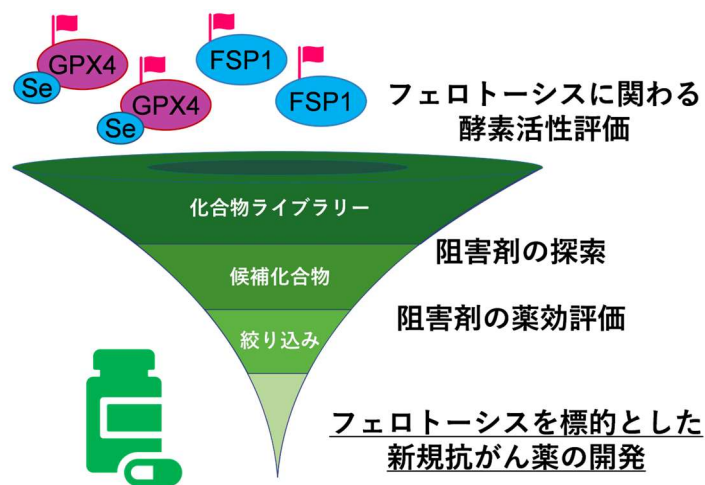 GPX4
Se
GPX4
Se
FSP1
FSP1
フェロトーシスに関わる
酵素活性評価
化合物ライブラリー
阻害剤の探索
候補化合物
阻害剤の薬効評価
絞り込み
フェロトーシスを標的とした
新規抗がん薬の開発